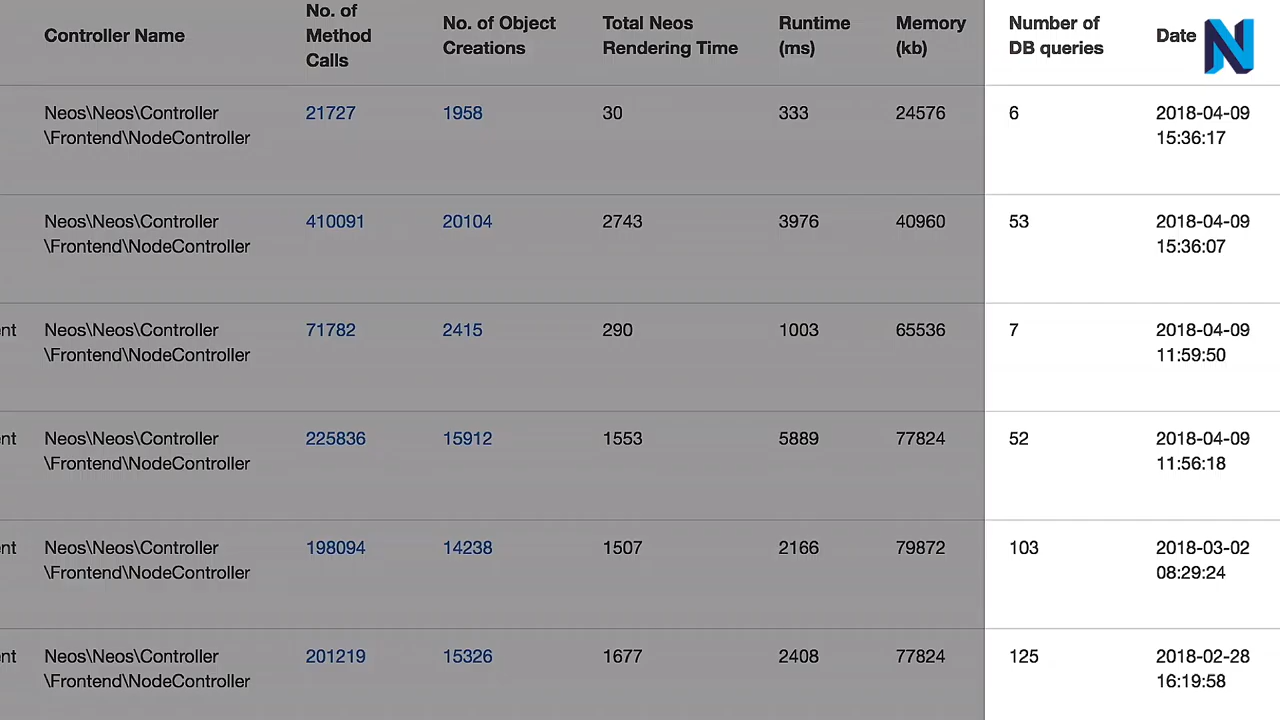 Controller Name
No. of
Method
Calls
No. of Object
Creations
Total Neos
Rendering Time
Runtime
(ms)
Memory
(kb)
Number of
DB queries
Date
Neos\Neos\Controller
\Frontend\NodeController
21727
1958
30
333
24576
6
2018-04-09
15:36:17
Neos\Neos\Controller
\Frontend\NodeController
410091
20104
2743
3976
40960
53
2018-04-09
15:36:07
nt
Neos\Neos\Controller
\Frontend\NodeController
71782
2415
290
1003
65536
7
2018-04-09
11:59:50
nt
Neos\Neos\Controller
\Frontend\NodeController
225836
15912
1553
5889
77824
52
2018-04-09
11:56:18
nt
Neos\Neos\Controller
\Frontend\NodeController
198094
14238
1507
2166
79872
103
2018-03-02
08:29:24
nt
Neos\Neos\Controller
\Frontend\NodeController
201219
15326
1677
2408
77824
125
2018-02-28
16:19:58